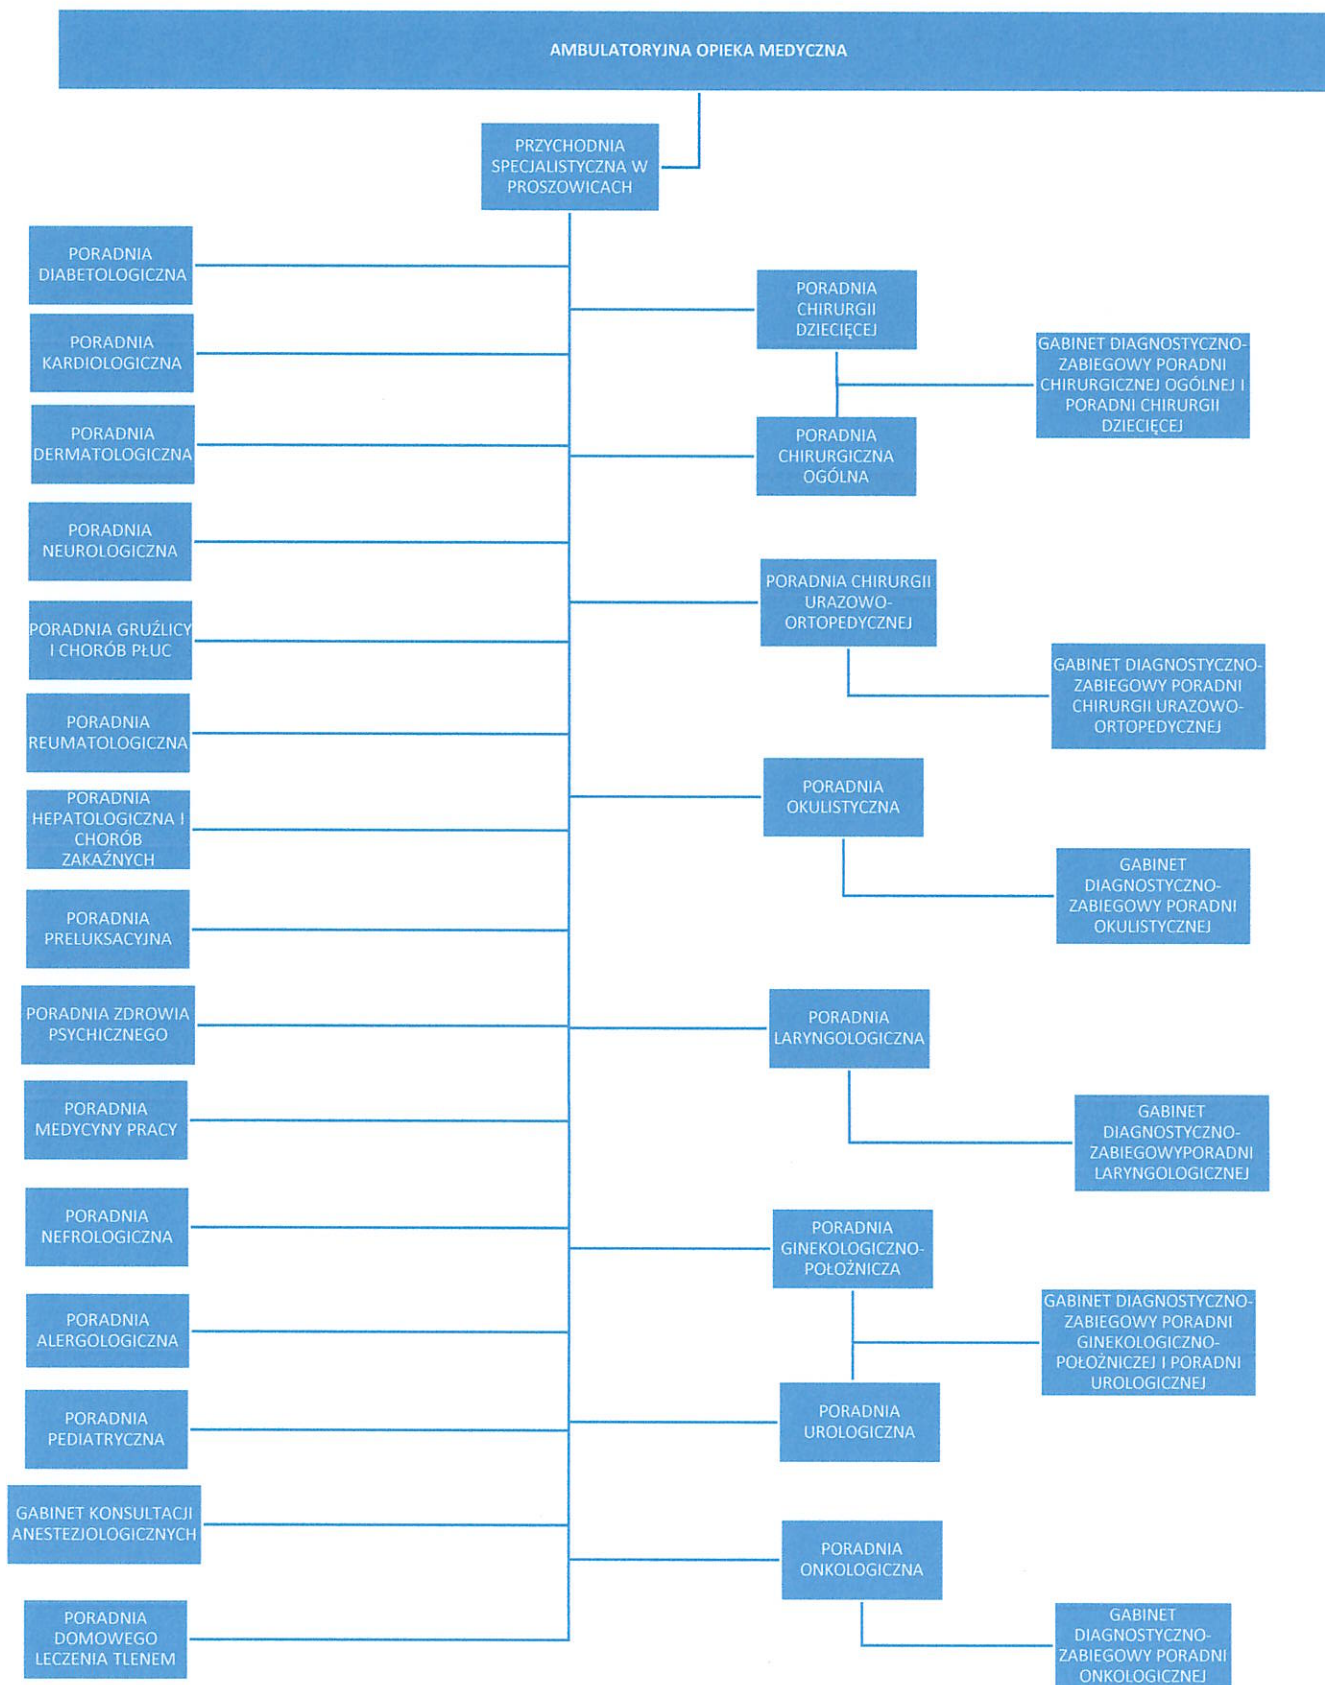 AMBULATORYJNA OPIEKA MEDYCZNA
PRZYCHODNIA
SPECJALISTYCZNA W
PROSZOWICACH
PORADNIA
DIABETOLOGICZNA
PORADNIA
KARDIOLOGICZNA
PORADNIA
DERMATOLOGICZNA
PORADNIA
NEUROLOGICZNA
PORADNIA GRUŹLICY
I CHORÓB PŁUC
PORADNIA
REUMATOLOGICZNA
PORADNIA
HEPATOLOGICZNA I
CHORÓB
ZAKAŹNYCH
PORADNIA
PRELUKSACYJNA
PORADNIA ZDROWIA
PSYCHICZNEGO
PORADNIA
MEDYCYNY PRACY
PORADNIA
NEFROLOGICZNA
PORADNIA
ALERGOLOGICZNA
PORADNIA
PEDIATRYCZNA
GABINET KONSULTACJI
ANESTEZJOLOGICZNYCH
PORADNIA
DOMOWEGO
LECZENIA TLENEM
PORADNIA
CHIRURGII
DZIECIĘCEJ
GABINET DIAGNOSTYCZNO-
ZABIEGOWY PORADNI
CHIRURGICZNEJ OGÓLNEJ I
PORADNI CHIRURGII
DZIECIĘCEJ
PORADNIA
CHIRURGICZNA
OGÓLNA
PORADNIA CHIRURGII
URAZOWO-
ORTOPEDYCZNEJ
GABINET DIAGNOSTYCZNO-
ZABIEGOWY PORADNI
CHIRURGII URAZOWO-
ORTOPEDYCZNEJ
PORADNIA
OKULISTYCZNA
GABINET
DIAGNOSTYCZNO-
ZABIEGOWY PORADNI
OKULISTYCZNEJ
PORADNIA
LARYNGOLOGICZNA
GABINET
DIAGNOSTYCZNO-
ZABIEGOWYPORADNI
LARYNGOLOGICZNEJ
PORADNIA
GINEKOLOGICZNO-
POŁOŻNICZA
GABINET DIAGNOSTYCZNO-
ZABIEGOWY PORADNI
GINEKOLOGICZNO-
POŁOŻNICZEJ I PORADNI
UROLOGICZNEJ
PORADNIA
UROLOGICZNA
PORADNIA
ONKOLOGICZNA
GABINET
DIAGNOSTYCZNO-
ZABIEGOWY PORADNI
ONKOLOGICZNEJ